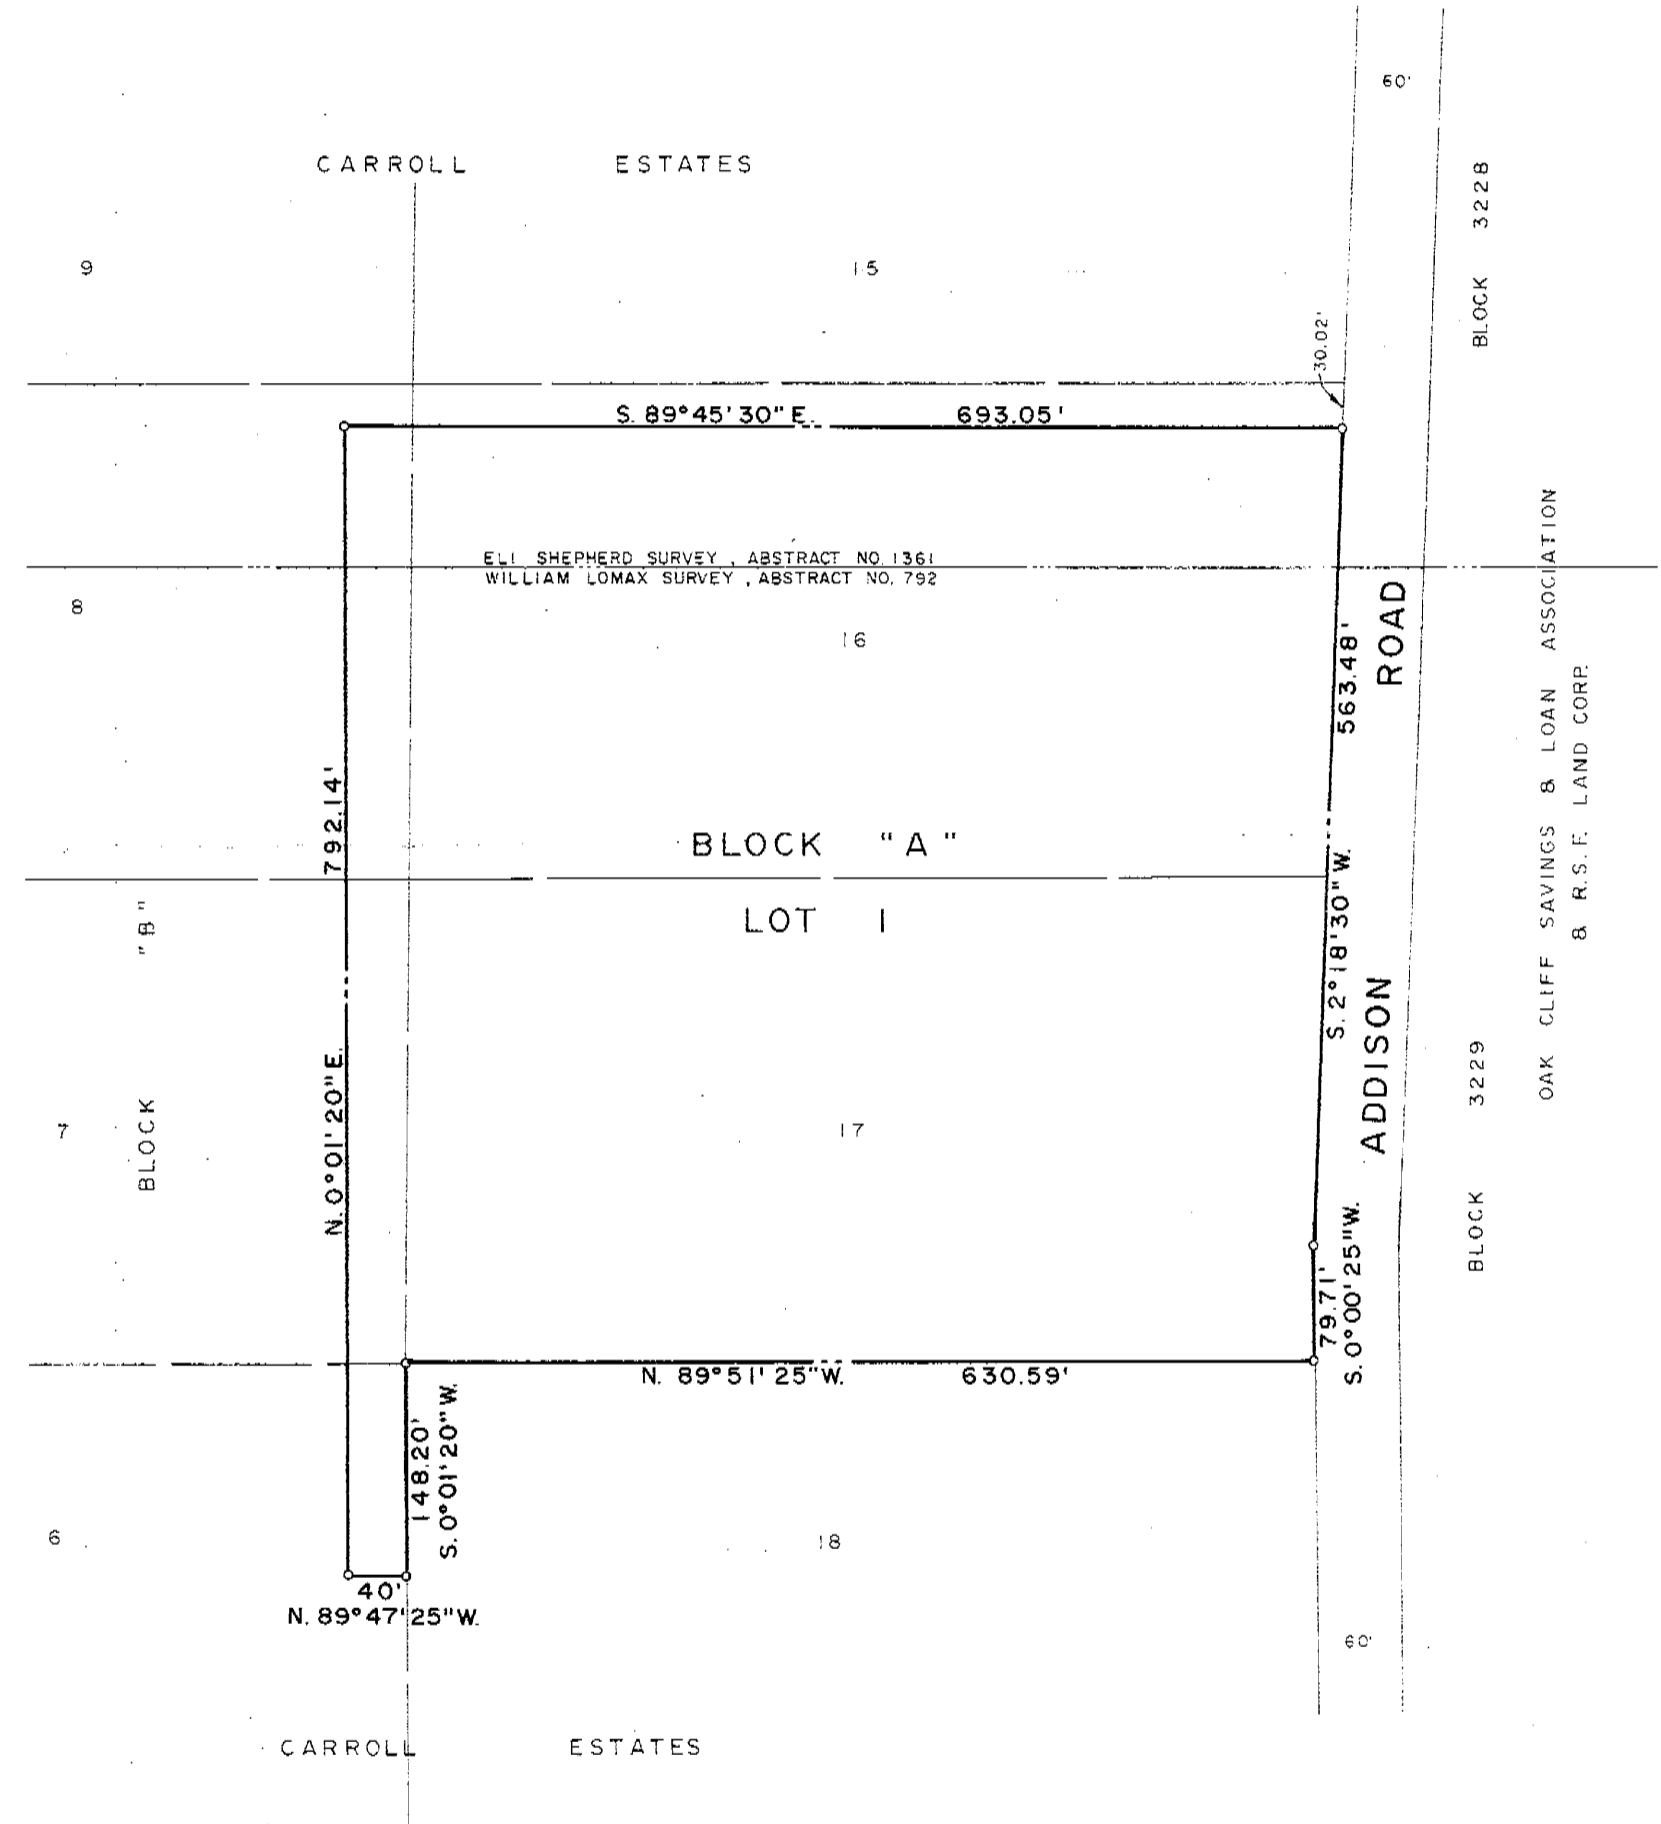 60'
CARROLL ESTATES
BLOCK 3228
9
15
30.02'
S. 89°45'30"E. 693.05'
ELI SHEPHERD SURVEY, ABSTRACT NO. 1361
WILLIAM LOMAX SURVEY, ABSTRACT NO. 792
8
16
563.48'
S. 2°18'30"W.
ADDISON ROAD
OAK CLIFF SAVINGS & LOAN ASSOCIATION
& R.S.F. LAND CORP.
792.14'
N. 0°01'20"E.
BLOCK "A"
LOT 1
BLOCK "B"
7
17
BLOCK 3229
79.71'
S. 0°00'25"W.
N. 89°51'25"W. 630.59'
148.20'
S. 0°01'20"W.
6
18
40'
N. 89°47'25"W.
60'
CARROLL ESTATES